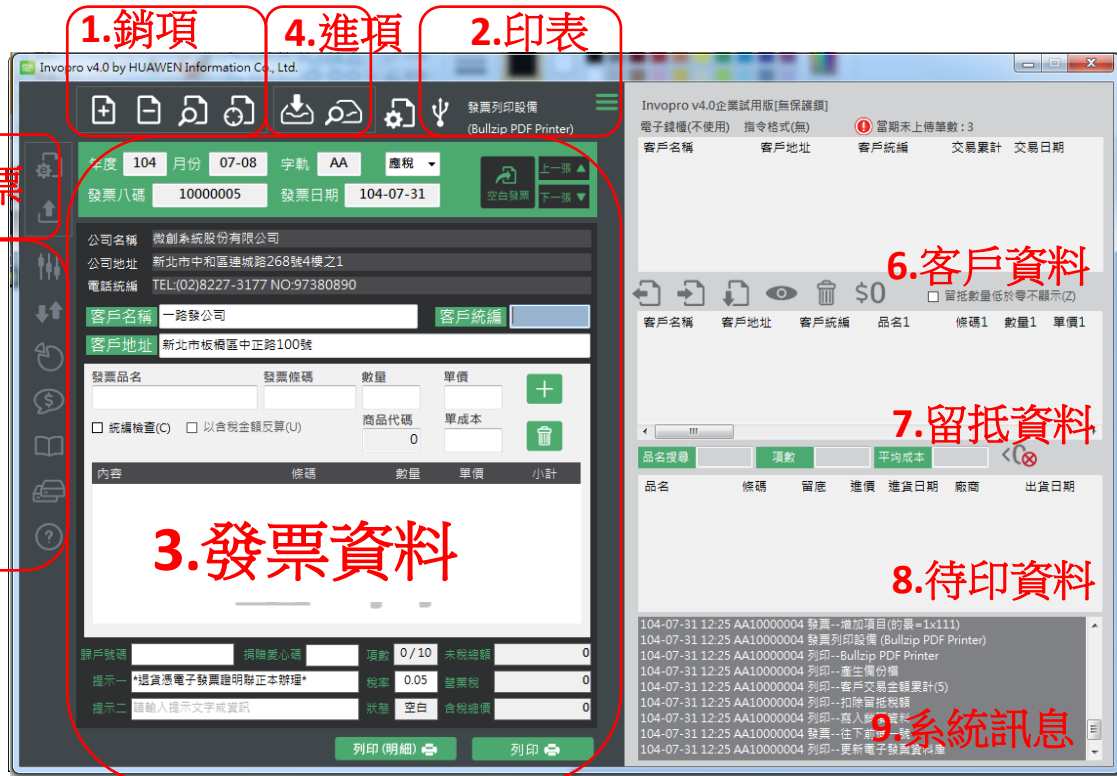 1.銷項
4.進項
2.印表
Invopro v4.0 by HUAWEN Information Co., Ltd.
發票列印設備
(Bullzip PDF Printer)
票
年度 104 月份 07-08 字軌 AA 應稅
發票八碼 10000005 發票日期 104-07-31
空白發票
上一張 ▲
下一張 ▼
公司名稱 微創系統股份有限公司
公司地址 新北市中和區連城路268號4樓之1
電話統編 TEL:(02)8227-3177 NO:97380890
客戶名稱 一路發公司 客戶統編
客戶地址 新北市板橋區中正路100號
發票品名 發票條碼 數量 單價
統編檢查(C) 以含稅金額反算(U) 商品代碼 單成本
0
內容 條碼 數量 單價 小計
3.發票資料
歸戶號碼 捐贈愛心碼 項數 0/10 未稅總額 0
提示一 *退貨憑電子發票證明聯正本辦理* 稅率 0.05 營業稅 0
提示二 請輸入提示文字或資訊 狀態 空白 含稅總價 0
列印(明細) 列印
Invopro v4.0企業試用版[無保護鎖]
電子錢櫃(不使用) 指令格式(無) 當期未上傳筆數:3
客戶名稱 客戶地址 客戶統編 交易累計 交易日期
6.客戶資料
$0 留抵數量低於零不顯示(Z)
客戶名稱 客戶地址 客戶統編 品名1 條碼1 數量1 單價1
7.留抵資料
品名搜尋 項數 平均成本
品名 條碼 留底 進價 進貨日期 廠商 出貨日期
8.待印資料
104-07-31 12:25 AA10000004 發票--增加項目(的景=1x111)
104-07-31 12:25 AA10000004 發票列印設備 (Bullzip PDF Printer)
104-07-31 12:25 AA10000004 列印--Bullzip PDF Printer
104-07-31 12:25 AA10000004 列印--產生備份檔
104-07-31 12:25 AA10000004 列印--客戶交易金額累計(5)
104-07-31 12:25 AA10000004 列印--扣除留抵稅額
104-07-31 12:25 AA10000004 列印--寫入
104-07-31 12:25 AA10000004 發票--往下
104-07-31 12:25 AA10000004 列印--更新電子發票資料庫
9.系統訊息